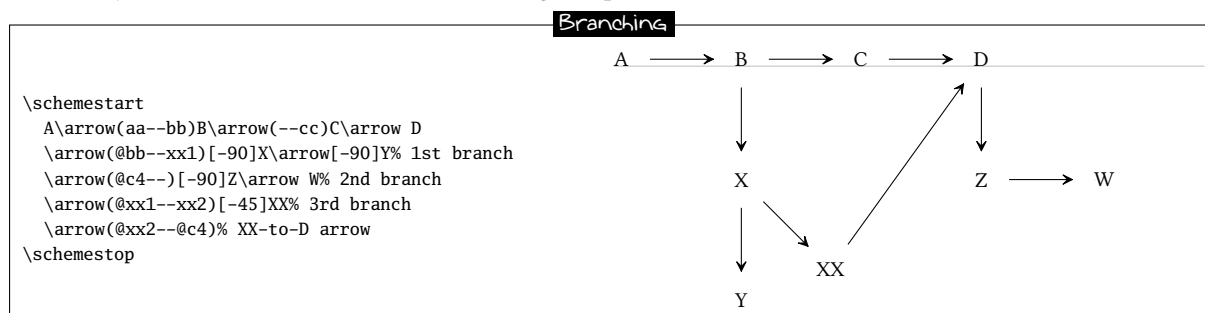 Branching
\schemestart
A\arrow(aa--bb)B\arrow(--cc)C\arrow D
\arrow(@bb--xx1)[-90]X\arrow[-90]Y% 1st branch
\arrow(@c4--)[-90]Z\arrow W% 2nd branch
\arrow(@xx1--xx2)[-45]XX% 3rd branch
\arrow(@xx2--@c4)% XX-to-D arrow
\schemestop
A B C D
X Z W
XX
Y